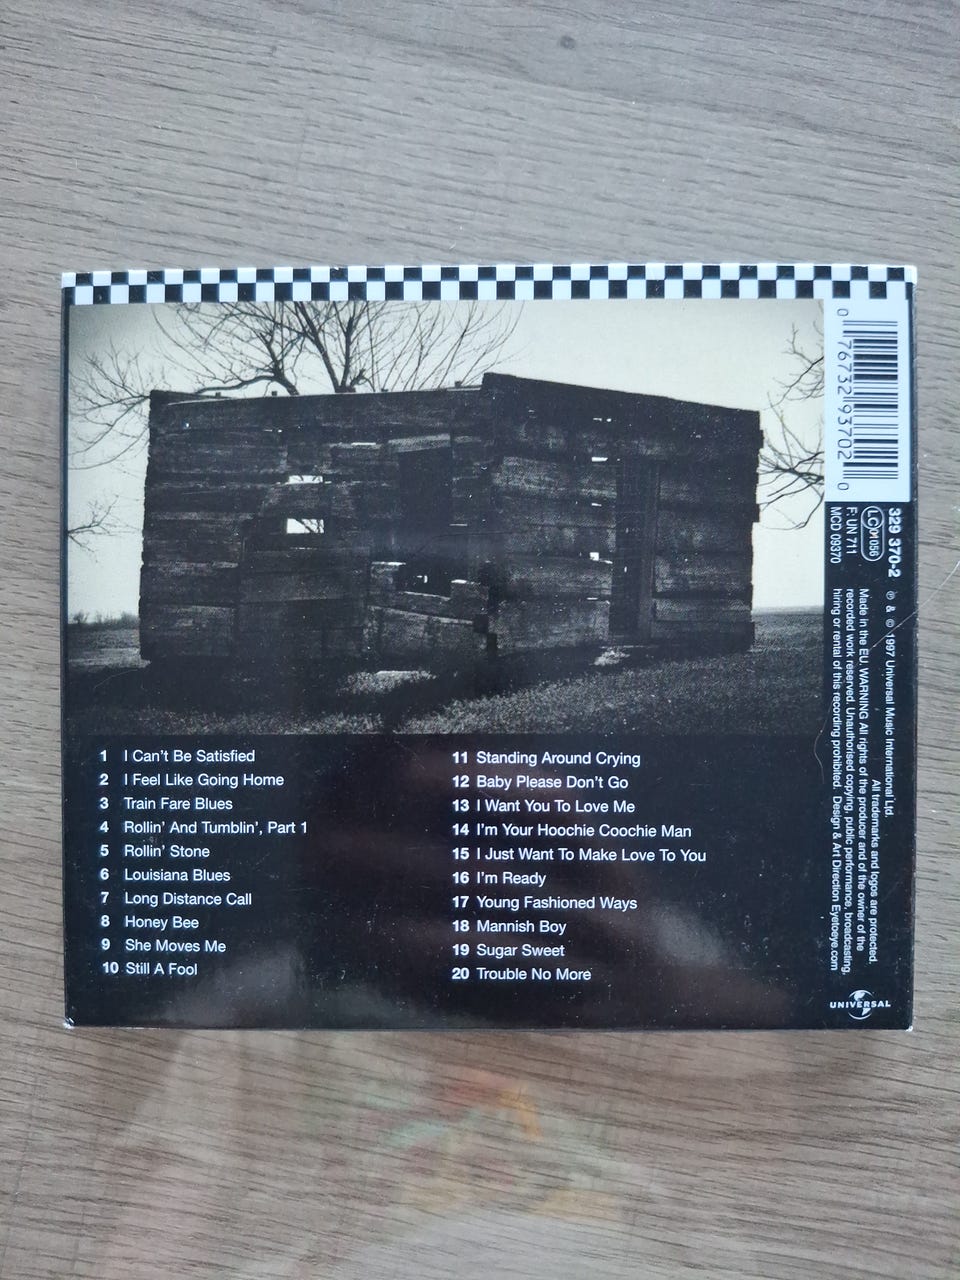 1 I Can't Be Satisfied
2 I Feel Like Going Home
3 Train Fare Blues
4 Rollin' And Tumblin', Part 1
5 Rollin' Stone
6 Louisiana Blues
7 Long Distance Call
8 Honey Bee
9 She Moves Me
10 Still A Fool
11 Standing Around Crying
12 Baby Please Don't Go
13 I Want You To Love Me
14 I'm Your Hoochie Coochie Man
15 I Just Want To Make Love To You
16 I'm Ready
17 Young Fashioned Ways
18 Mannish Boy
19 Sugar Sweet
20 Trouble No More
0 76732 93702 0
329 370-2
LC 01056
F: UN 711
MCD 09370
℗ & © 1997 Universal Music International Ltd.
All trademarks and logos are protected.
Made in the EU. WARNING All rights of the producer and of the owner of the
recorded work reserved. Unauthorised copying, public performance, broadcasting,
hiring or rental of this recording prohibited. Design & Art Direction Eyetoeye.com
UNIVERSAL